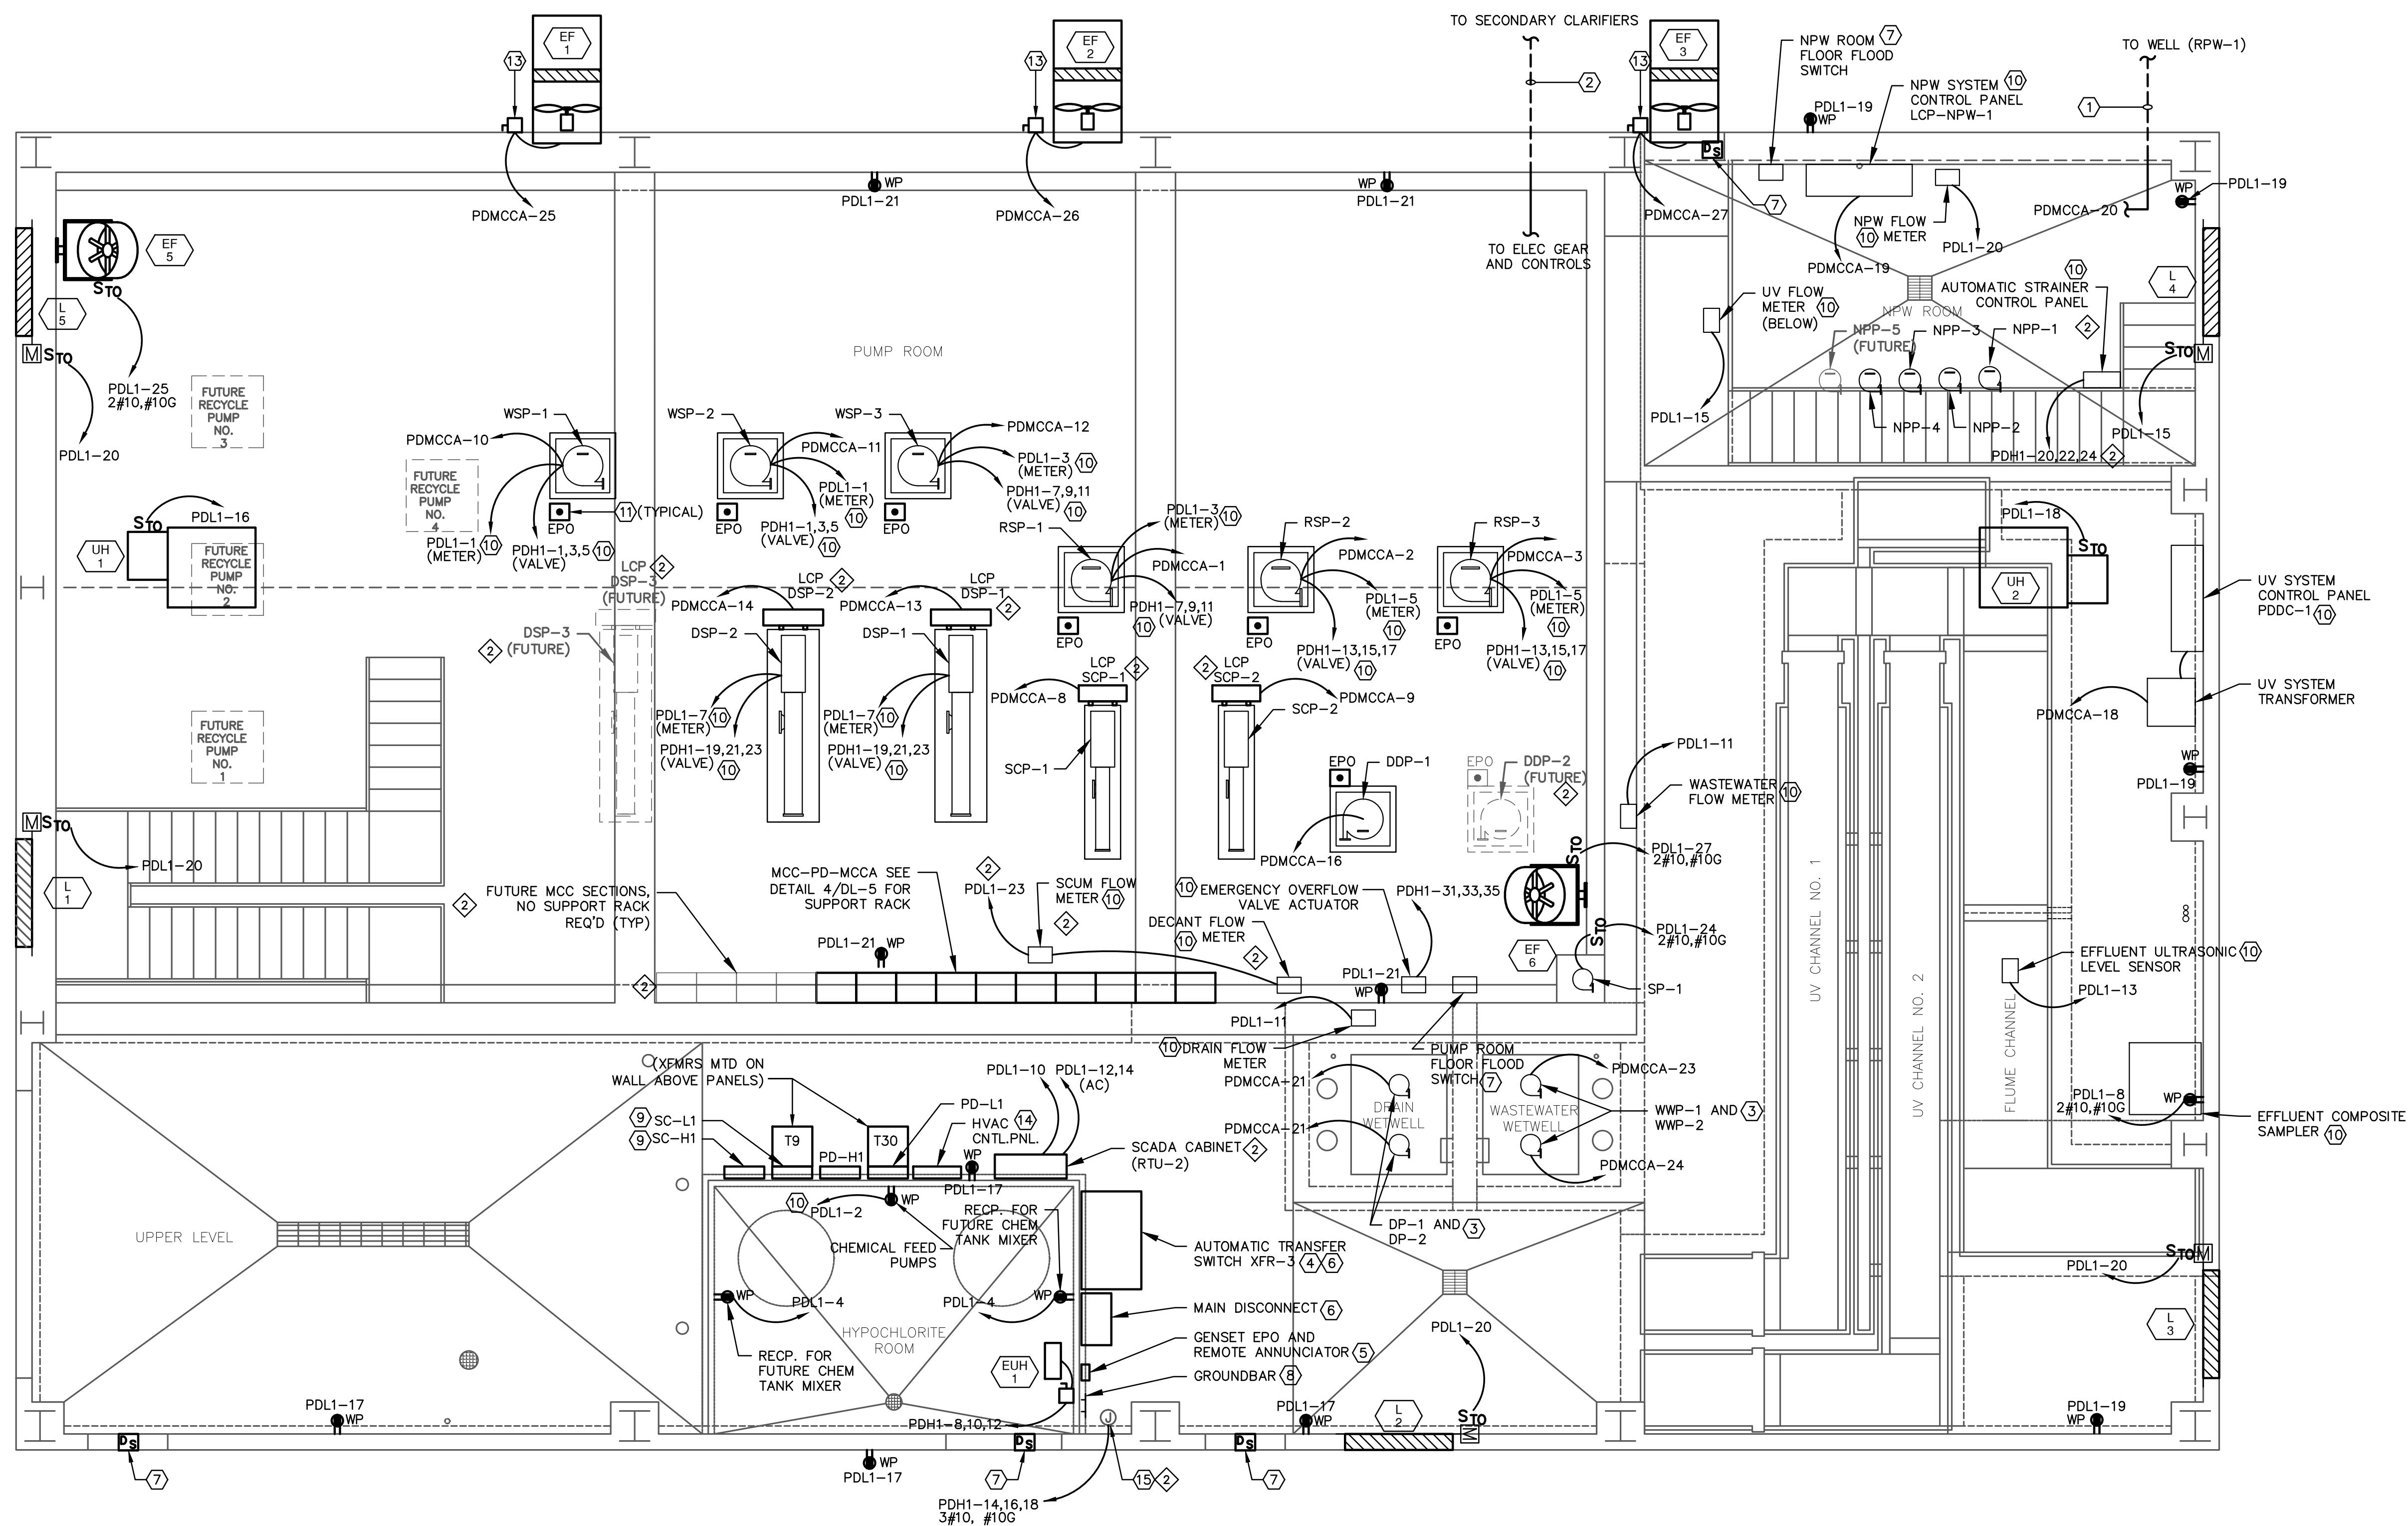 TO SECONDARY CLARIFIERS
TO WELL (RPW-1)
EF
1
EF
2
EF
3
13
13
13
2
1
NPW ROOM 7
FLOOR FLOOD
SWITCH
NPW SYSTEM 10
CONTROL PANEL
LCP-NPW-1
PDL1-19
WP
PDMCCA-25
WP
PDL1-21
PDMCCA-26
WP
PDL1-21
PDMCCA-27
DS
7
NPW FLOW
10 METER
PDL1-20
PDMCCA-20
WP
PDL1-19
EF
5
STO
TO ELEC GEAR
AND CONTROLS
PDMCCA-19
10
AUTOMATIC STRAINER
CONTROL PANEL
2
L
4
L
5
M STO
UV FLOW
METER 10
(BELOW)
NPW ROOM
NPP-5
(FUTURE)
NPP-3
NPP-1
STO M
PUMP ROOM
PDL1-25
2#10,#10G
PDL1-20
FUTURE
RECYCLE
PUMP
NO.
3
PDL1-15
NPP-4
NPP-2
PDL1-15
PDH1-20,22,24 2
WSP-1
WSP-2
WSP-3
PDMCCA-10
PDMCCA-11
PDMCCA-12
FUTURE
RECYCLE
PUMP
NO.
4
PDL1-1 10
(METER)
PDH1-1,3,5 10
(VALVE)
EPO
11 (TYPICAL)
PDL1-1
(METER) 10
PDH1-1,3,5
(VALVE) 10
EPO
PDL1-3
(METER) 10
PDH1-7,9,11
(VALVE) 10
EPO
STO
PDL1-16
UH
1
FUTURE
RECYCLE
PUMP
NO.
2
RSP-1
PDL1-3
(METER) 10
PDMCCA-1
PDH1-7,9,11
10 (VALVE)
EPO
RSP-2
PDMCCA-2
PDL1-5
(METER)
10
PDH1-13,15,17
(VALVE) 10
EPO
RSP-3
PDMCCA-3
PDL1-5
(METER)
10
PDH1-13,15,17
(VALVE) 10
EPO
PDL1-18
STO
UH
2
UV SYSTEM
CONTROL PANEL
PDDC-1 10
LCP 2
DSP-3
(FUTURE)
LCP 2
DSP-2
PDMCCA-14
LCP
DSP-1
2
PDMCCA-13
DSP-3
2 (FUTURE)
DSP-2
DSP-1
LCP 2
SCP-1
2 LCP
SCP-2
PDMCCA-8
PDMCCA-9
SCP-1
SCP-2
UV SYSTEM
TRANSFORMER
PDMCCA-18
PDL1-7 10
(METER)
PDH1-19,21,23
(VALVE) 10
PDL1-7 10
(METER)
PDH1-19,21,23
(VALVE) 10
FUTURE
RECYCLE
PUMP
NO.
1
EPO
DDP-1
PDMCCA-16
EPO
DDP-2
(FUTURE)
2
PDL1-11
WASTEWATER
FLOW METER 10
WP
PDL1-19
M STO
PDL1-20
L
1
STO
PDL1-27
2#10,#10G
UV CHANNEL NO. 1
FUTURE MCC SECTIONS,
NO SUPPORT RACK
REQ'D (TYP)
2
MCC-PD-MCCA SEE
DETAIL 4/DL-5 FOR
SUPPORT RACK
2
PDL1-23
SCUM FLOW
METER 10
2
10 EMERGENCY OVERFLOW
VALVE ACTUATOR
PDH1-31,33,35
DECANT FLOW
10 METER
2
STO
PDL1-24
2#10,#10G
EF
6
PDL1-21 WP
2
PDL1-21
WP
SP-1
EFFLUENT ULTRASONIC 10
LEVEL SENSOR
PDL1-13
UV CHANNEL NO. 2
FLUME CHANNEL
PDL1-11
10 DRAIN FLOW
METER
PUMP ROOM
FLOOR FLOOD
SWITCH 7
(XFMRS MTD ON
WALL ABOVE PANELS)
PDL1-10
PDL1-12,14
(AC)
PDMCCA-21
PDMCCA-23
DRAIN
WETWELL
WASTEWATER
WETWELL
WWP-1 AND 3
WWP-2
PDMCCA-21
PDMCCA-24
PDL1-8
2#10,#10G
WP
EFFLUENT COMPOSITE
SAMPLER 10
9 SC-L1
9 SC-H1
T9
T30
PD-H1
PD-L1
HVAC 14
CNTL.PNL.
WP
PDL1-17
SCADA CABINET 2
(RTU-2)
UPPER LEVEL
10
PDL1-2
WP
RECP. FOR
FUTURE CHEM
TANK MIXER
CHEMICAL FEED
PUMPS
DP-1 AND 3
DP-2
AUTOMATIC TRANSFER
SWITCH XFR-3 4 6
STO M
PDL1-20
WP
PDL1-4
PDL1-4
WP
MAIN DISCONNECT 6
HYPOCHLORITE
ROOM
GENSET EPO AND
REMOTE ANNUNCIATOR 5
PDL1-20
L
3
RECP. FOR
FUTURE CHEM
TANK MIXER
EUH
1
GROUNDBAR 8
PDL1-17
WP
PDH1-8,10,12
J
PDL1-17
WP
L
2
STO
M
PDL1-19
WP
DS
7
WP
PDL1-17
DS
7
15 2
DS
7
PDH1-14,16,18
3#10, #10G